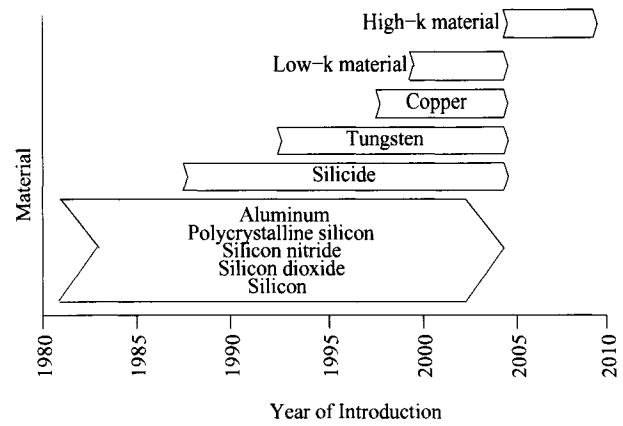 High-k material
Low-k material
Copper
Tungsten
Silicide
Aluminum
Polycrystalline silicon
Silicon nitride
Silicon dioxide
Silicon
Material
1980
1985
1990
1995
2000
2005
2010
Year of Introduction